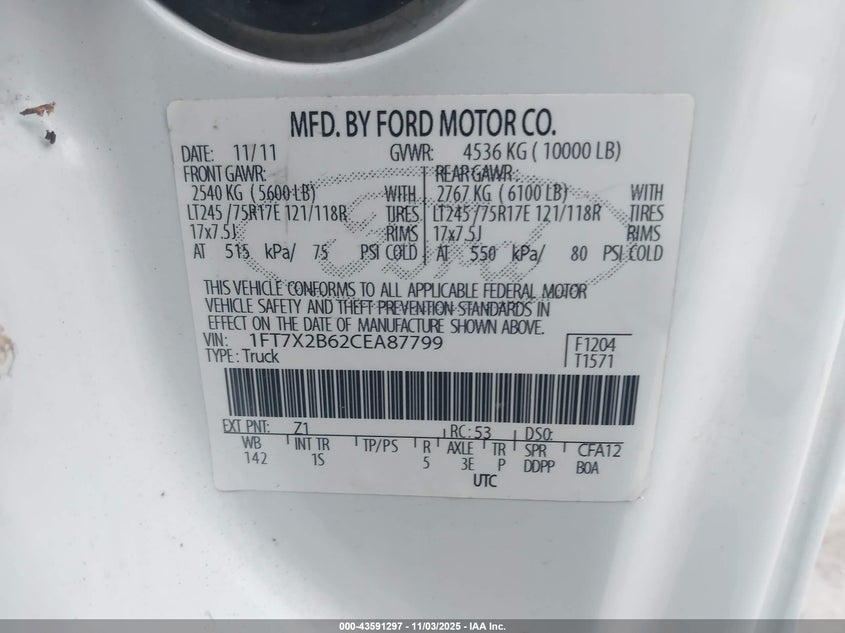 MFD. BY FORD MOTOR CO.
DATE: 11/11 GVWR: 4536 KG ( 10000 LB)
FRONT GAWR: REAR GAWR:
2540 KG ( 5600 LB) WITH 2767 KG ( 6100 LB) WITH
LT245 /75R17E 121/118R TIRES LT245 /75R17E 121/118R TIRES
17x7.5J RIMS 17x7.5J RIMS
AT 515 kPa/ 75 PSI COLD AT 550 kPa/ 80 PSI COLD
Ford
THIS VEHICLE CONFORMS TO ALL APPLICABLE FEDERAL MOTOR
VEHICLE SAFETY AND THEFT PREVENTION STANDARDS IN
EFFECT ON THE DATE OF MANUFACTURE SHOWN ABOVE.
VIN: 1FT7X2B62CEA87799 F1204
TYPE: Truck T1571
EXT PNT: Z1 RC: 53 DSO:
WB INT TR TP/PS R AXLE TR SPR CFA12
142 1S 5 3E P DDPP B0A
UTC
000-43591297 - 11/03/2025 - IAA Inc.